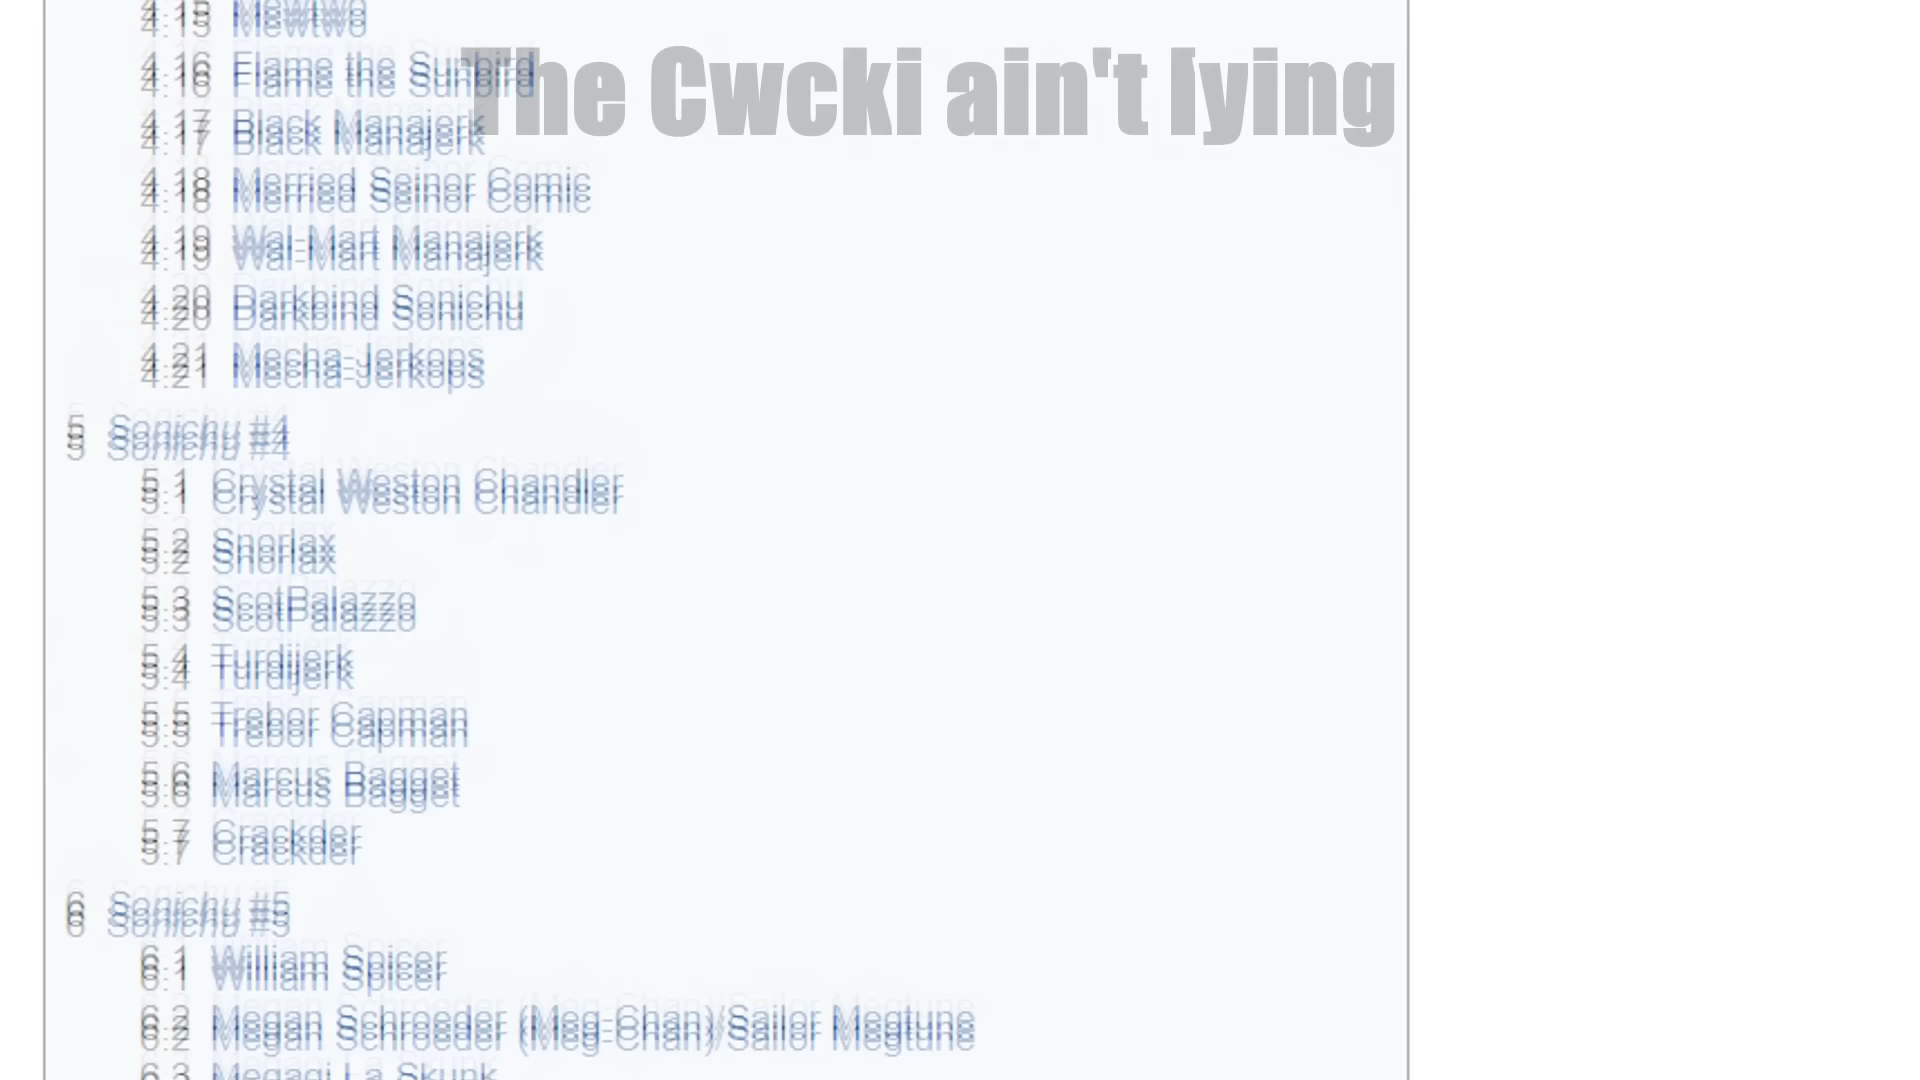 4.15 Mewtwo
The Cwcki ain't lying
4.16 Flame the Sunbird
4.17 Black Manajerk
4.18 Merried Seinor Comic
4.19 Wal-Mart Manajerk
4.20 Darkbind Sonichu
4.21 Mecha-Jerkops
5 Sonichu #4
5.1 Crystal Weston Chandler
5.2 Snorlax
5.3 ScotPalazzo
5.4 Turdijerk
5.5 Trebor Capman
5.6 Marcus Bagget
5.7 Crackder
6 Sonichu #5
6.1 William Spicer
6.2 Megan Schroeder (Meg-Chan)/Sailor Megtune
6.3 Megagi La Skunk